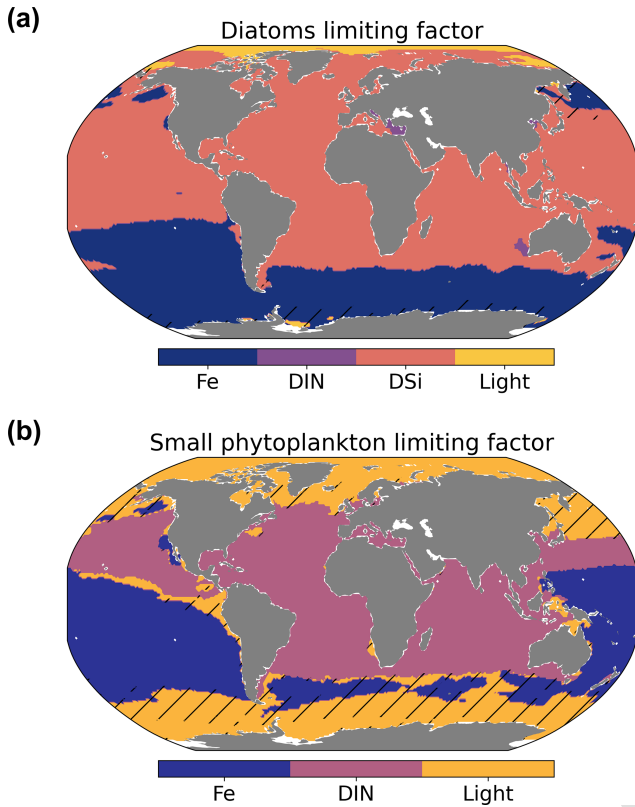 (a)
Diatoms limiting factor
Fe DIN DSi Light
(b)
Small phytoplankton limiting factor
Fe DIN Light